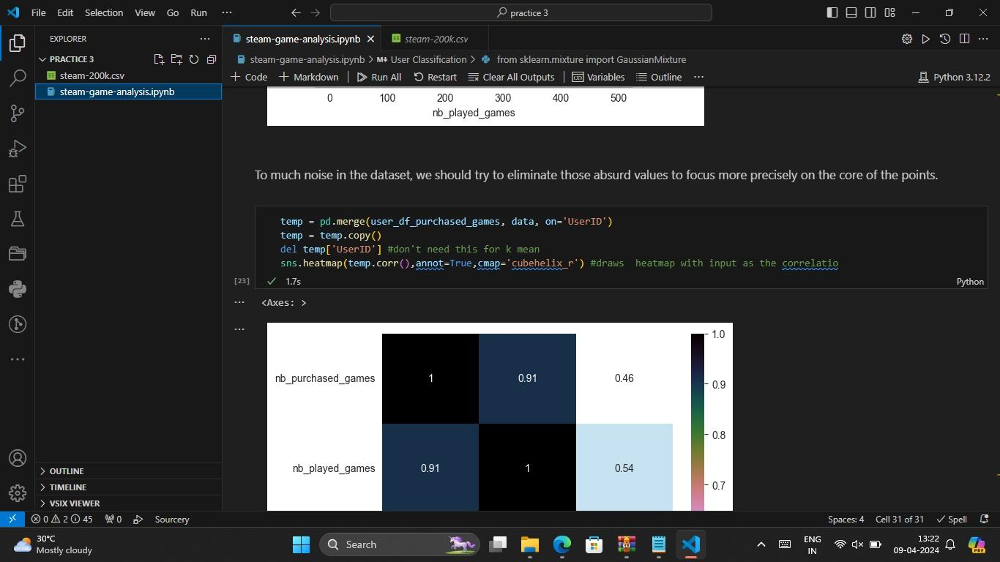 File Edit Selection View Go Run ···
practice 3
EXPLORER
PRACTICE 3
steam-200k.csv
steam-game-analysis.ipynb
OUTLINE
TIMELINE
VSIX VIEWER
steam-game-analysis.ipynb
steam-200k.csv
steam-game-analysis.ipynb > M↓ User Classification > from sklearn.mixture import GaussianMixture
+ Code + Markdown Run All Restart Clear All Outputs Variables Outline ··· Python 3.12.2
0 100 200 300 400 500
nb_played_games
To much noise in the dataset, we should try to eliminate those absurd values to focus more precisely on the core of the points.
temp = pd.merge(user_df_purchased_games, data, on='UserID')
temp = temp.copy()
del temp['UserID'] #don't need this for k mean
sns.heatmap(temp.corr(),annot=True,cmap='cubehelix_r') #draws  heatmap with input as the correlatio
[23] ✓ 1.7s Python
<Axes: >
1.0
nb_purchased_games 1 0.91 0.46
0.9
0.8
nb_played_games 0.91 1 0.54
0.7
0 2 45 0 Sourcery Spaces: 4 Cell 31 of 31 Spell
30°C
Mostly cloudy
Search
ENG
IN
13:22
09-04-2024
PRE